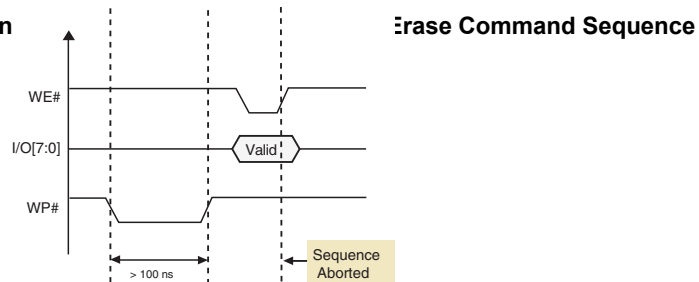 n
Erase Command Sequence
WE#
I/O[7:0]
Valid
WP#
> 100 ns
Sequence
Aborted